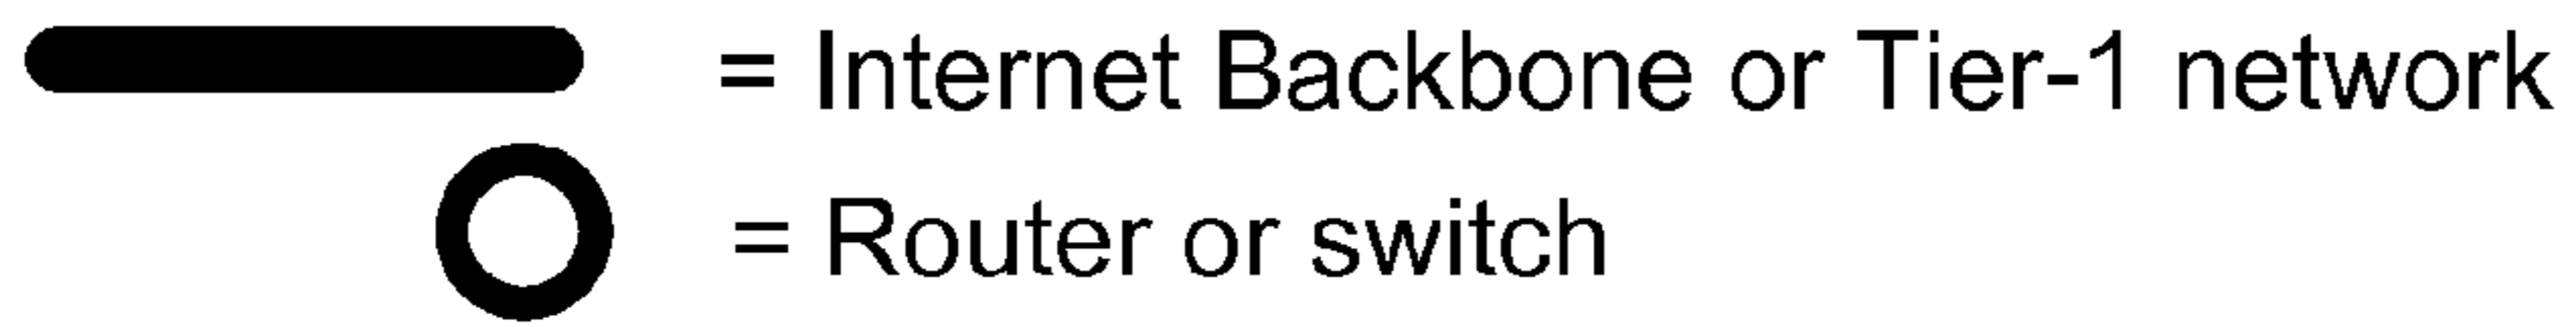 = Internet Backbone or Tier-1 network
= Router or switch